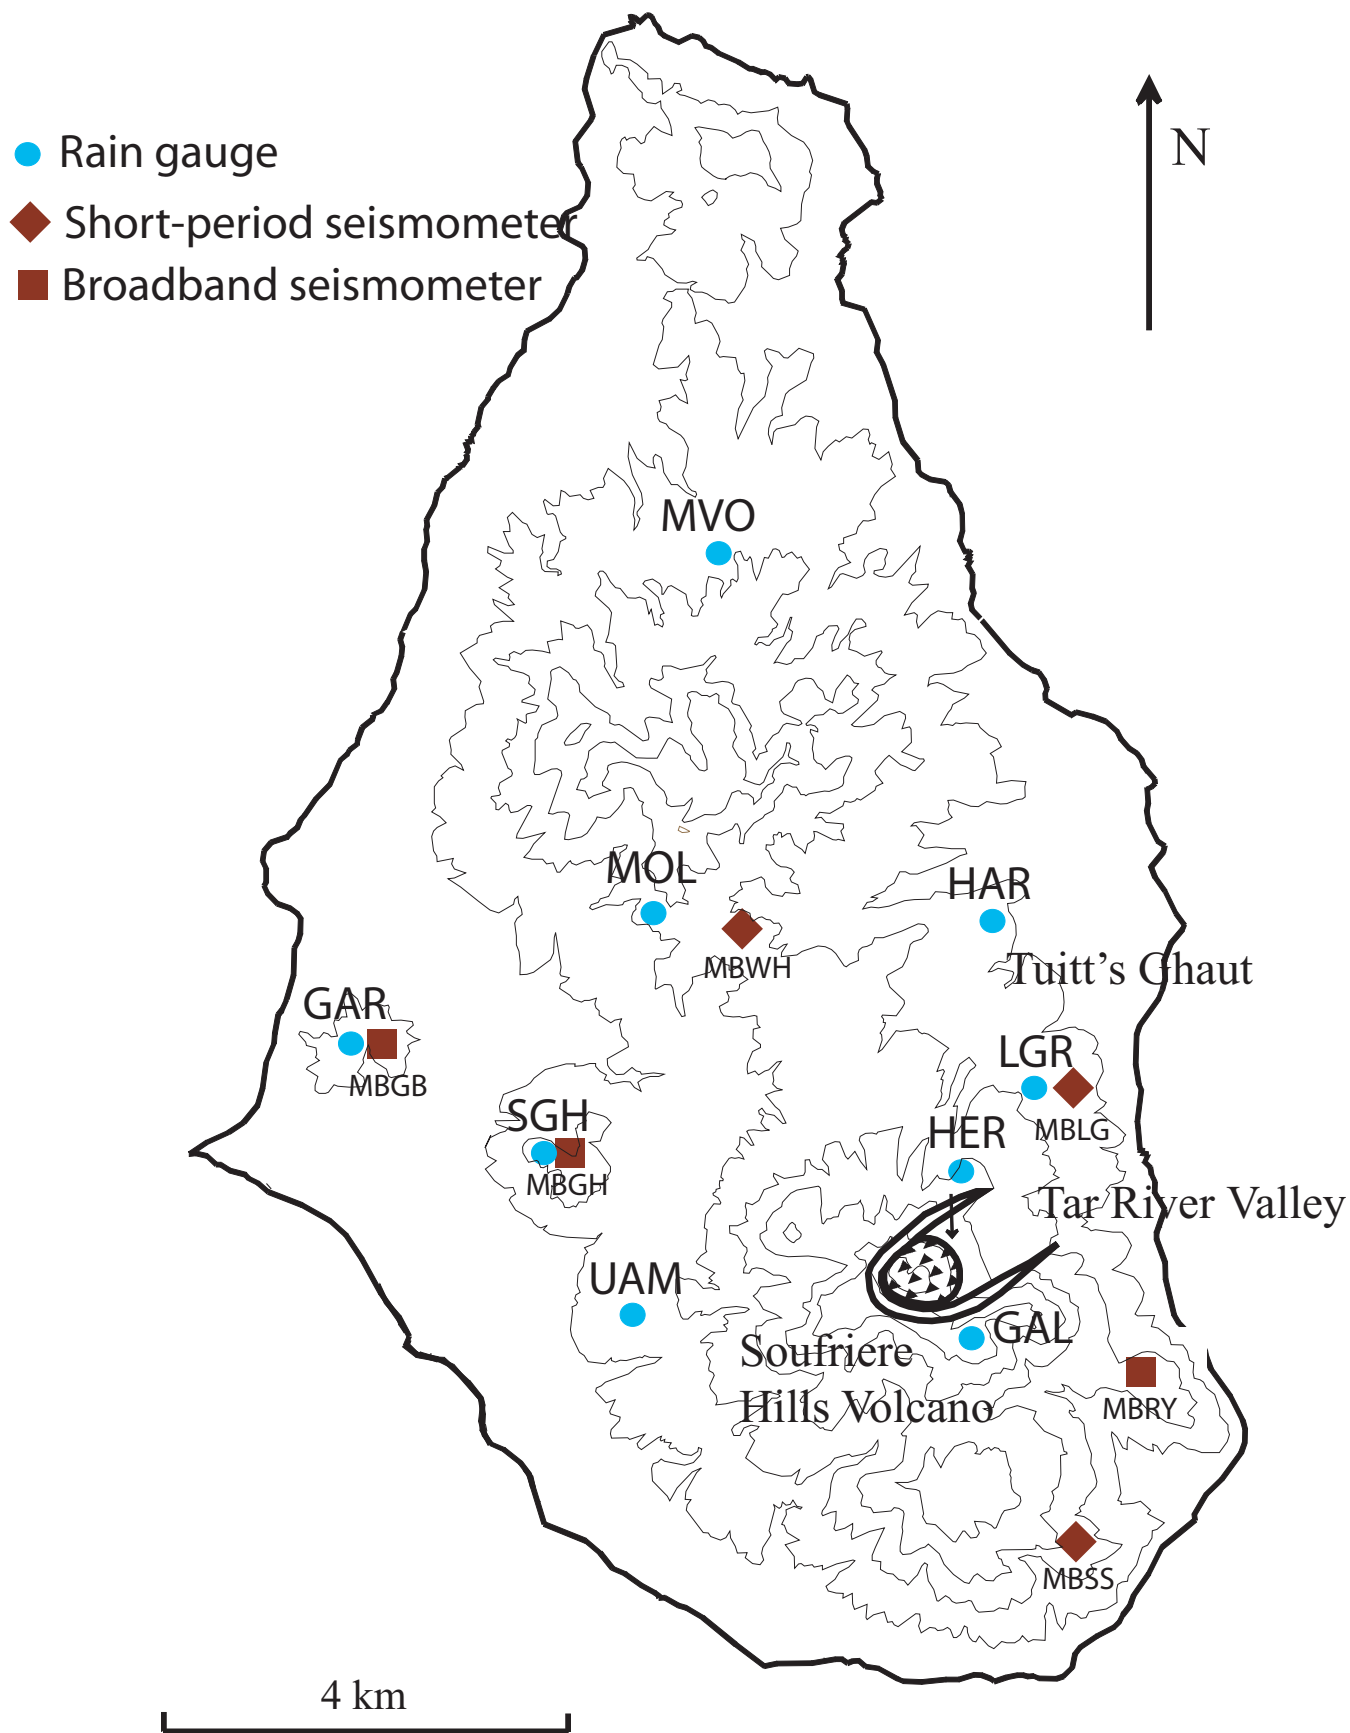 N
Rain gauge
Short-period seismometer
Broadband seismometer
MVO
MOL
HAR
MBWH
Tuitt's Ghaut
GAR
LGR
MBGB
SGH
HER
MBLG
MBGH
Tar River Valley
UAM
GAL
Soufriere
Hills Volcano
MBRY
MBSS
4 km